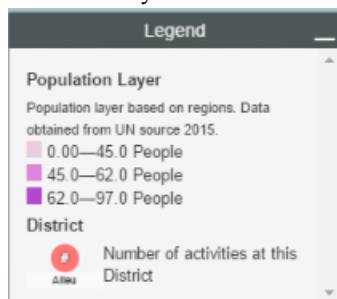 Legend
Population Layer
Population layer based on regions. Data
obtained from UN source 2015.
0.00—45.0 People
45.0—62.0 People
62.0—97.0 People
District
Number of activities at this
District